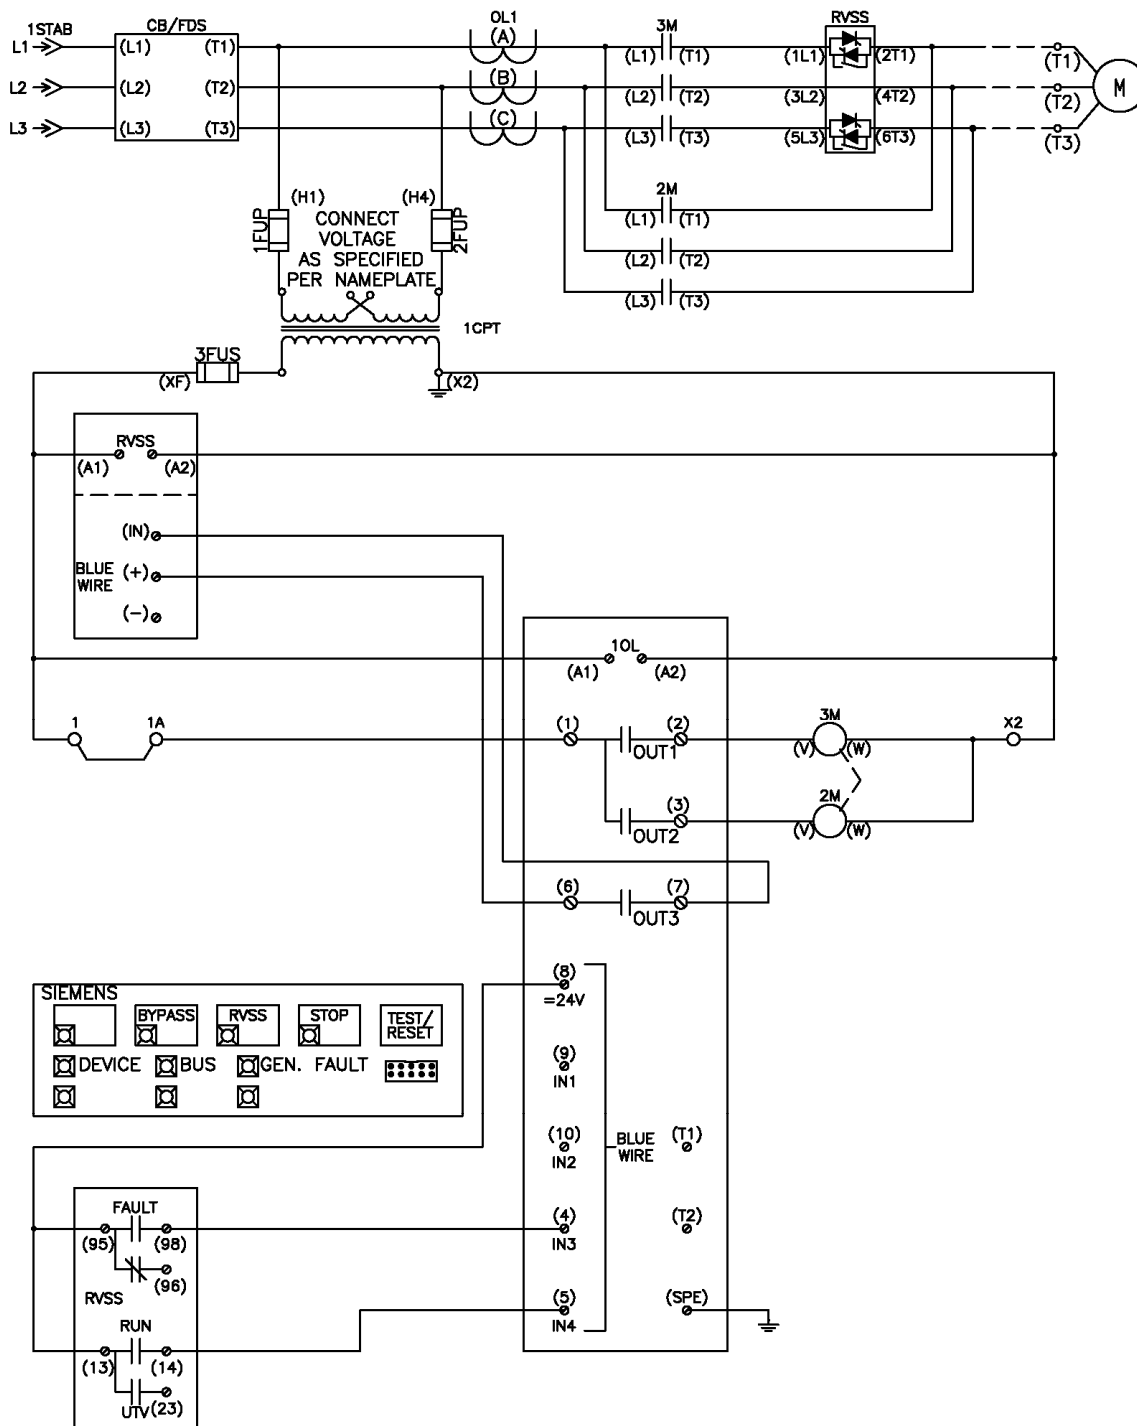 1STAB
CB/FDS
OL1
3M
RVSS
L1
(L1)
(T1)
(A)
(L1)
(T1)
(1L1)
(2T1)
(T1)
L2
(L2)
(T2)
(B)
(L2)
(T2)
(3L2)
(4T2)
(T2)
M
L3
(L3)
(T3)
(C)
(L3)
(T3)
(5L3)
(6T3)
(T3)
2M
(L1)
(T1)
(L2)
(T2)
(L3)
(T3)
(H1)
(H4)
1FUP
2FUP
CONNECT
VOLTAGE
AS SPECIFIED
PER NAMEPLATE
1CPT
3FUS
(XF)
(X2)
RVSS
(A1)
(A2)
(IN)
BLUE
WIRE
(+)
(-)
1OL
(A1)
(A2)
1
1A
(1)
(2)
OUT1
3M
(V)
(W)
X2
(3)
OUT2
2M
(V)
(W)
(6)
(7)
OUT3
(8)
=24V
SIEMENS
BYPASS
RVSS
STOP
TEST/
RESET
DEVICE
BUS
GEN. FAULT
(9)
IN1
(10)
IN2
BLUE
WIRE
(T1)
FAULT
(95)
(98)
(96)
(4)
IN3
(T2)
RVSS
RUN
(13)
(14)
UTV
(23)
(5)
IN4
(SPE)